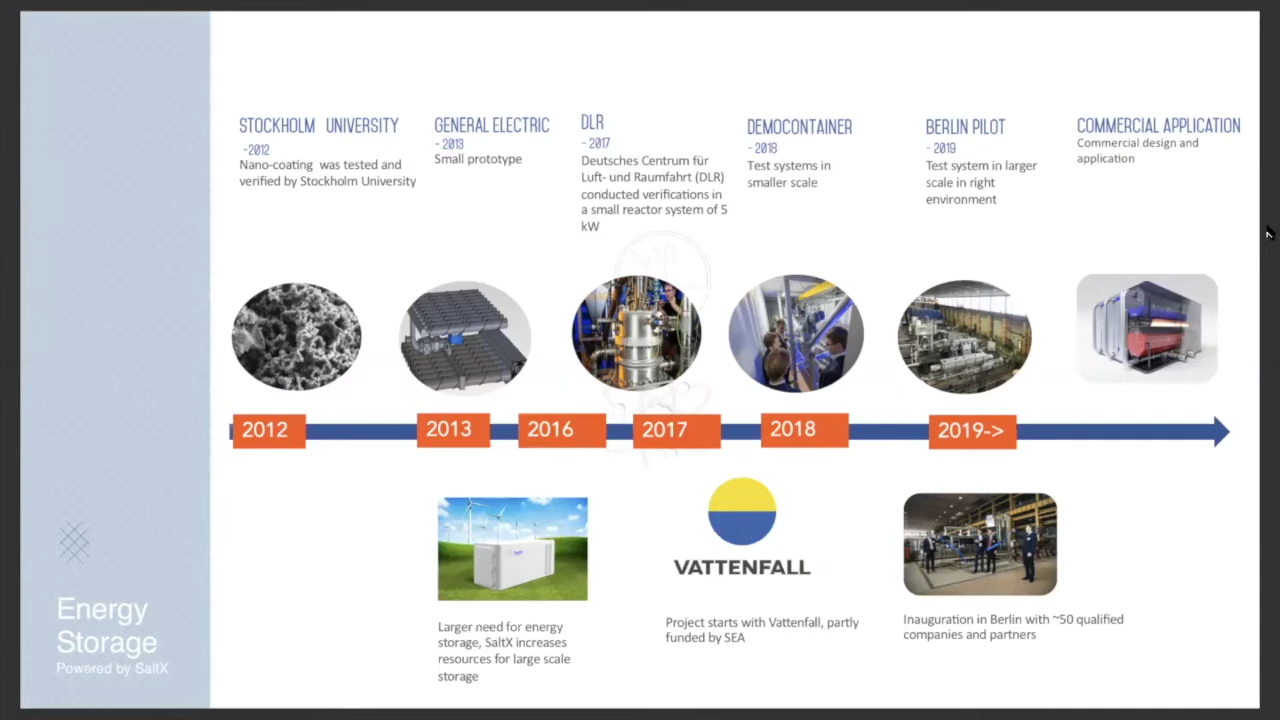 STOCKHOLM UNIVERSITY
-2012
Nano-coating was tested and
verified by Stockholm University
GENERAL ELECTRIC
- 2013
Small prototype
DLR
- 2017
Deutsches Centrum für
Luft- und Raumfahrt (DLR)
conducted verifications in
a small reactor system of 5
kW
DEMOCONTAINER
- 2018
Test systems in
smaller scale
BERLIN PILOT
- 2019
Test system in larger
scale in right
environment
COMMERCIAL APPLICATION
Commercial design and
application
2012
2013
2016
2017
2018
2019->
Larger need for energy
storage, SaltX increases
resources for large scale
storage
VATTENFALL
Project starts with Vattenfall, partly
funded by SEA
Inauguration in Berlin with ~50 qualified
companies and partners
Energy
Storage
Powered by SaltX